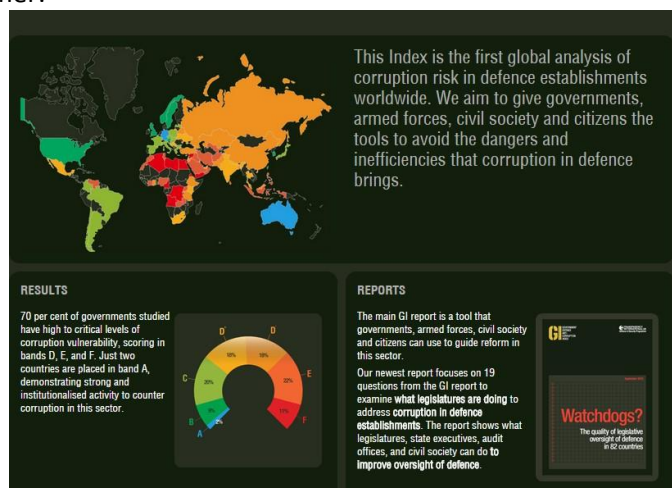 This Index is the first global analysis of
corruption risk in defence establishments
worldwide. We aim to give governments,
armed forces, civil society and citizens the
tools to avoid the dangers and
inefficiencies that corruption in defence
brings.
RESULTS
70 per cent of governments studied
have high to critical levels of
corruption vulnerability, scoring in
bands D, E, and F. Just two
countries are placed in band A,
demonstrating strong and
institutionalised activity to counter
corruption in this sector.
A
B
C
D
D
E
F
REPORTS
The main GI report is a tool that
governments, armed forces, civil society
and citizens can use to guide reform in
this sector.
Our newest report focuses on 19
questions from the GI report to
examine what legislatures are doing to
address corruption in defence
establishments. The report shows what
legislatures, state executives, audit
offices, and civil society can do to
improve oversight of defence.
GI
Watchdogs?
The quality of legislative
oversight of defence
in 82 countries